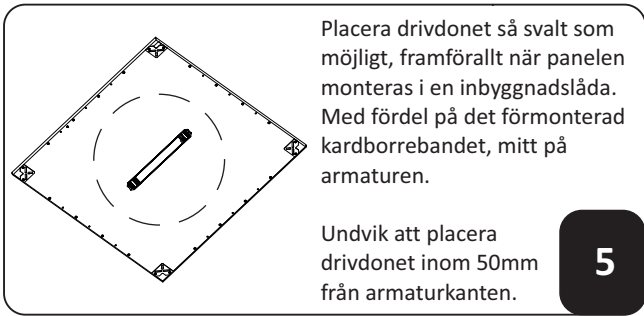 Placera drivdonet så svalt som
möjligt, framförallt när panelen
monteras i en inbyggnadslåda.
Med fördel på det förmonterad
kardborrebandet, mitt på
armaturen.
Undvik att placera
drivdonet inom 50mm
från armaturkanten.
5